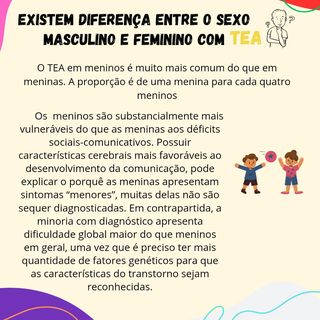 EXISTEM DIFERENÇA ENTRE O SEXO
MASCULINO E FEMININO COM TEA
O TEA em meninos é muito mais comum do que em
meninas. A proporção é de uma menina para cada quatro
meninos
Os meninos são substancialmente mais
vulneráveis do que as meninas aos déficits
sociais-comunicativos. Possuir
características cerebrais mais favoráveis ao
desenvolvimento da comunicação, pode
explicar o porquê as meninas apresentam
sintomas “menores”, muitas delas não são
sequer diagnosticadas. Em contrapartida, a
minoria com diagnóstico apresenta
dificuldade global maior do que meninos
em geral, uma vez que é preciso ter mais
quantidade de fatores genéticos para que
as características do transtorno sejam
reconhecidas.